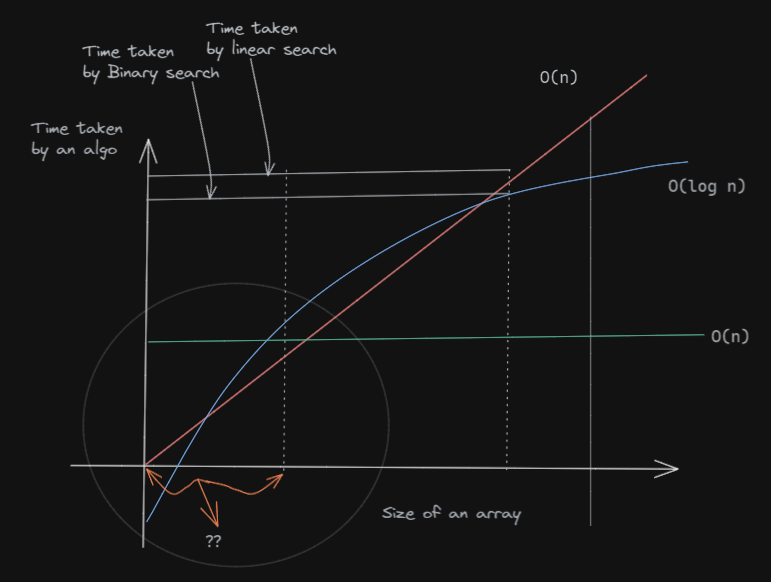 Time taken
by linear search
Time taken
by Binary search
O(n)
Time taken
by an algo
O(log n)
O(n)
Size of an array
??